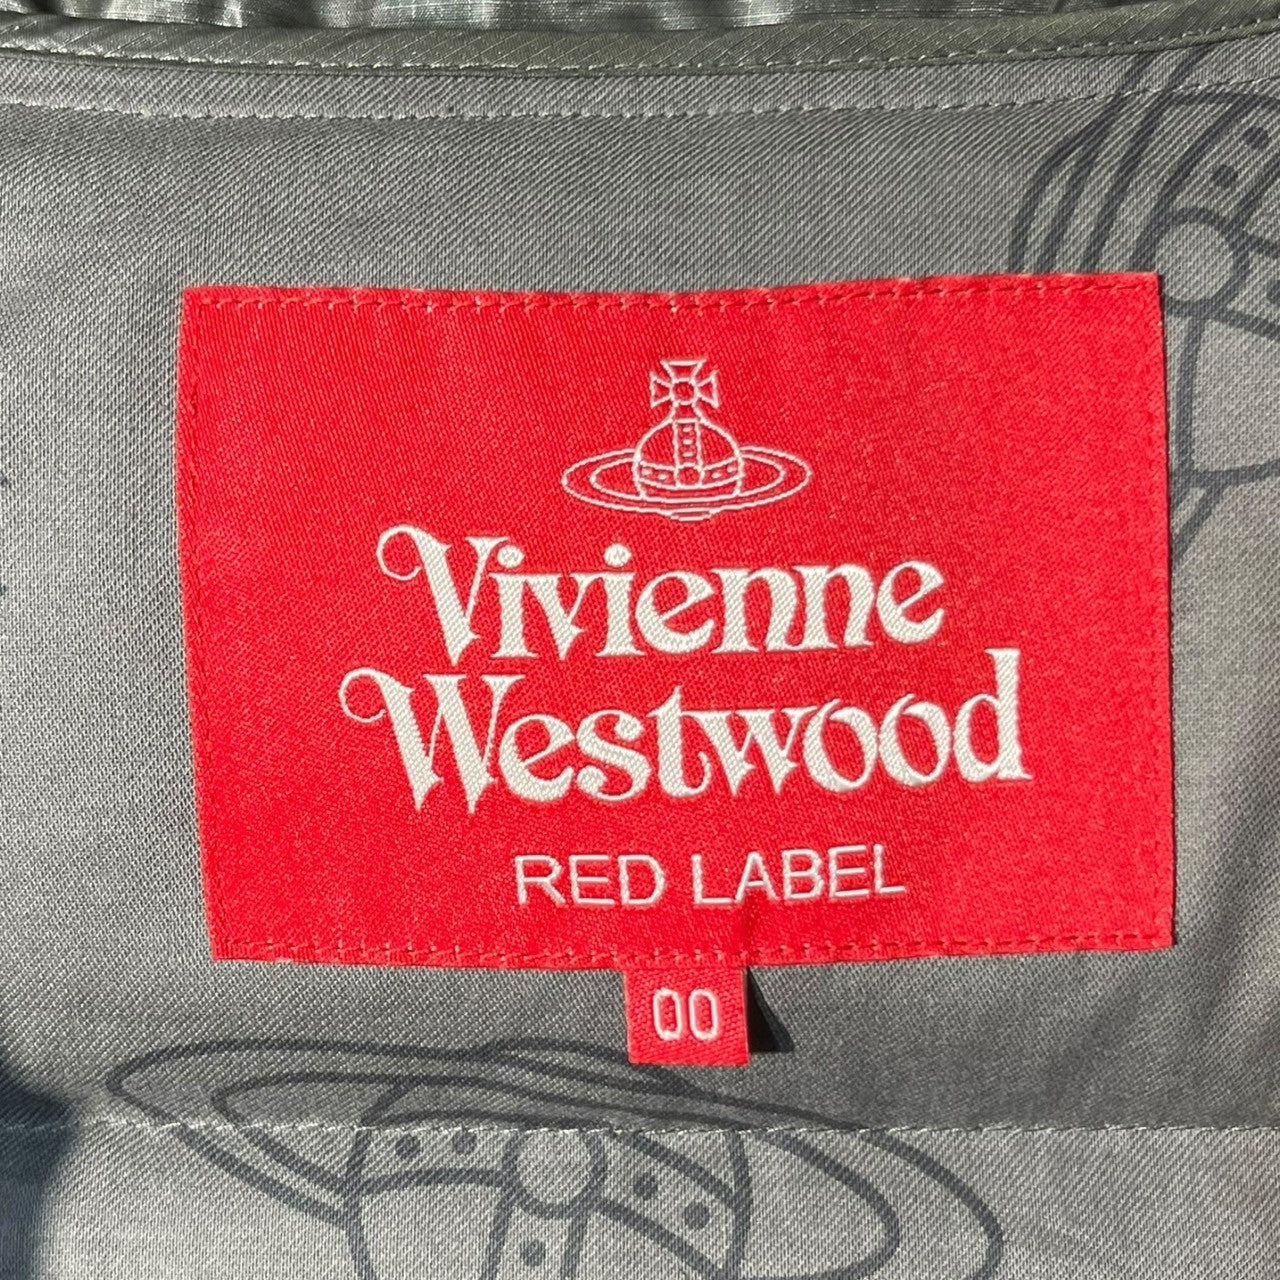 Vivienne
Westwood
RED LABEL
00